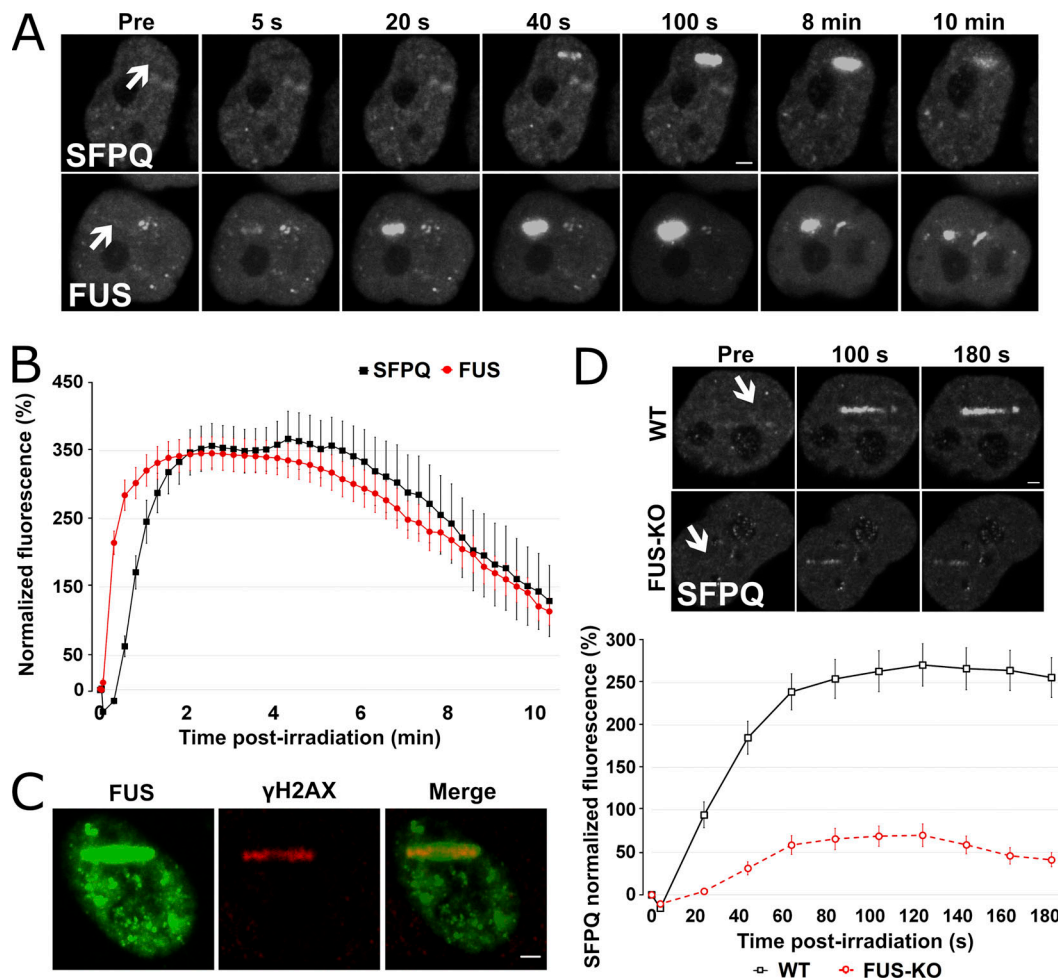 A
Pre 5 s 20 s 40 s 100 s 8 min 10 min
SFPQ
FUS
B
SFPQ FUS
Normalized fluorescence (%)
450
350
250
150
50
0
0 2 4 6 8 10
Time post-irradiation (min)
C
FUS γH2AX Merge
D
Pre 100 s 180 s
WT
FUS-KO
SFPQ
SFPQ normalized fluorescence (%)
300
250
200
150
100
50
0
0 20 40 60 80 100 120 140 160 180
Time post-irradiation (s)
WT FUS-KO